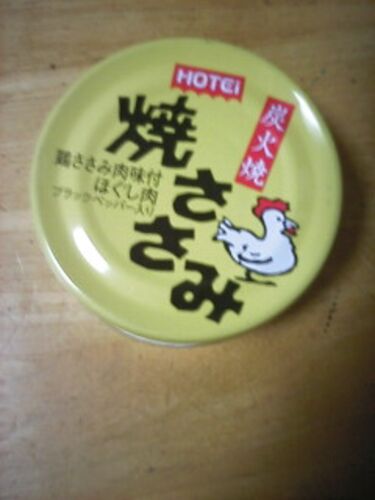 HOTEi
炭火焼
焼ささみ
鶏ささみ肉味付
ほぐし肉
ブラックペッパー入り